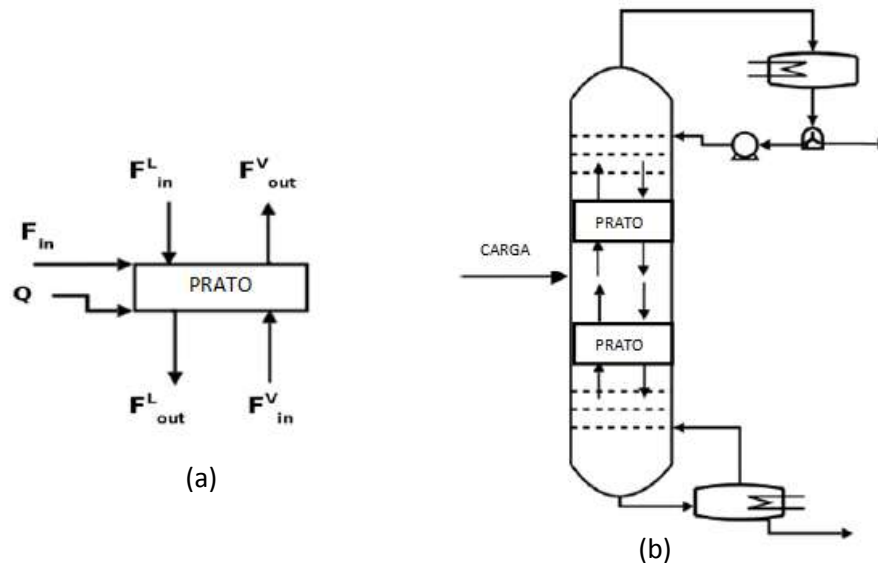 F^L_in F^V_out
F_in
Q
PRATO
F^L_out F^V_in
(a)
CARGA
PRATO
PRATO
(b)